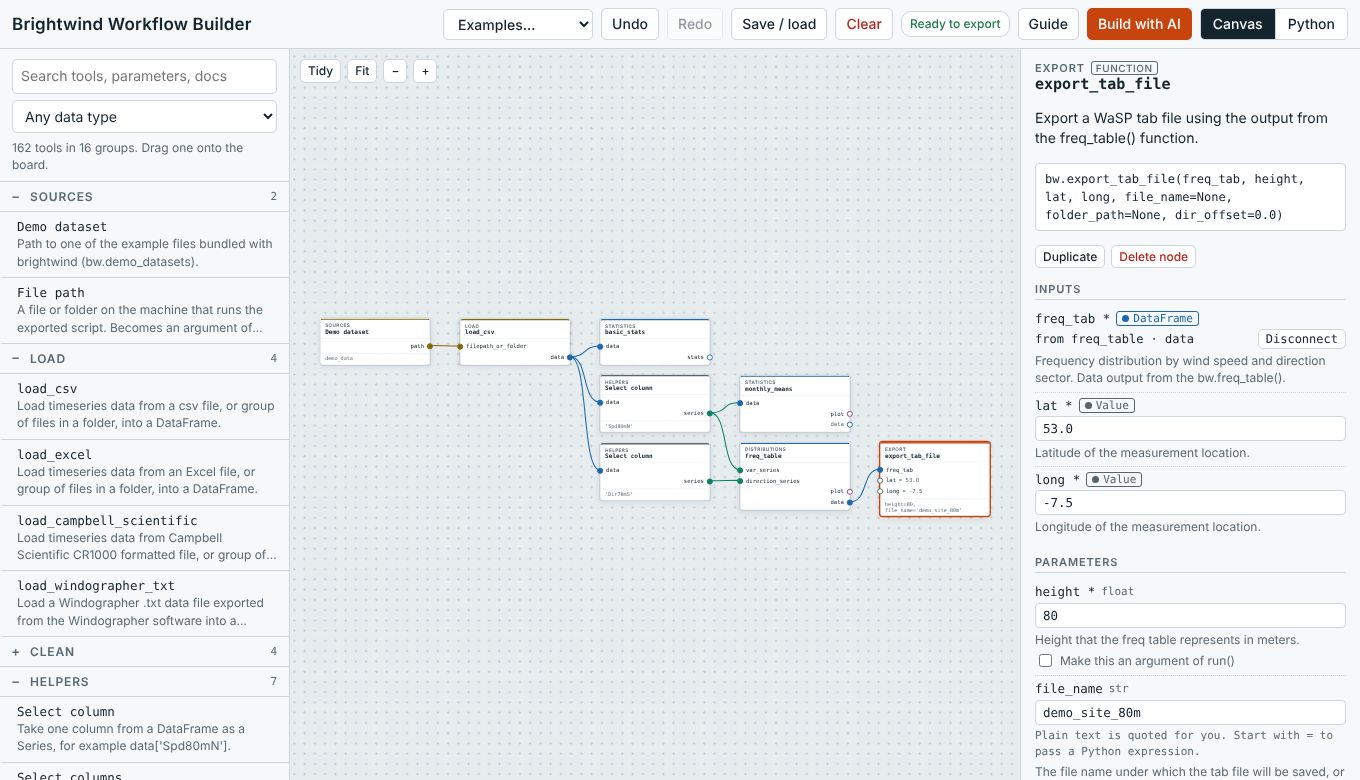 Brightwind Workflow Builder
Examples...
Undo
Redo
Save / load
Clear
Ready to export
Guide
Build with AI
Canvas
Python
Search tools, parameters, docs
Any data type
162 tools in 16 groups. Drag one onto the
board.
− SOURCES 2
Demo dataset
Path to one of the example files bundled with
brightwind (bw.demo_datasets).
File path
A file or folder on the machine that runs the
exported script. Becomes an argument of...
− LOAD 4
load_csv
Load timeseries data from a csv file, or group
of files in a folder, into a DataFrame.
load_excel
Load timeseries data from an Excel file, or
group of files in a folder, into a DataFrame.
load_campbell_scientific
Load timeseries data from Campbell
Scientific CR1000 formatted file, or group of...
load_windographer_txt
Load a Windographer .txt data file exported
from the Windographer software into a...
+ CLEAN 4
− HELPERS 7
Select column
Take one column from a DataFrame as a
Series, for example data['Spd80mN'].
Select columns
Tidy
Fit
−
+
SOURCES
Demo dataset
path
demo_data
LOAD
load_csv
filepath_or_folder
data
STATISTICS
basic_stats
data
stats
HELPERS
Select column
data
series
'Spd80mN'
STATISTICS
monthly_means
data
plot
data
HELPERS
Select column
data
series
'Dir78mS'
DISTRIBUTIONS
freq_table
var_series
direction_series
plot
data
EXPORT
export_tab_file
freq_tab
lat = 53.0
long = -7.5
height=80,
file_name='demo_site_80m'
EXPORT FUNCTION
export_tab_file
Export a WaSP tab file using the output from
the freq_table() function.
bw.export_tab_file(freq_tab, height,
lat, long, file_name=None,
folder_path=None, dir_offset=0.0)
Duplicate
Delete node
INPUTS
freq_tab * DataFrame
from freq_table · data
Disconnect
Frequency distribution by wind speed and direction
sector. Data output from the bw.freq_table().
lat * Value
53.0
Latitude of the measurement location.
long * Value
-7.5
Longitude of the measurement location.
PARAMETERS
height * float
80
Height that the freq table represents in meters.
Make this an argument of run()
file_name str
demo_site_80m
Plain text is quoted for you. Start with = to
pass a Python expression.
The file name under which the tab file will be saved, or